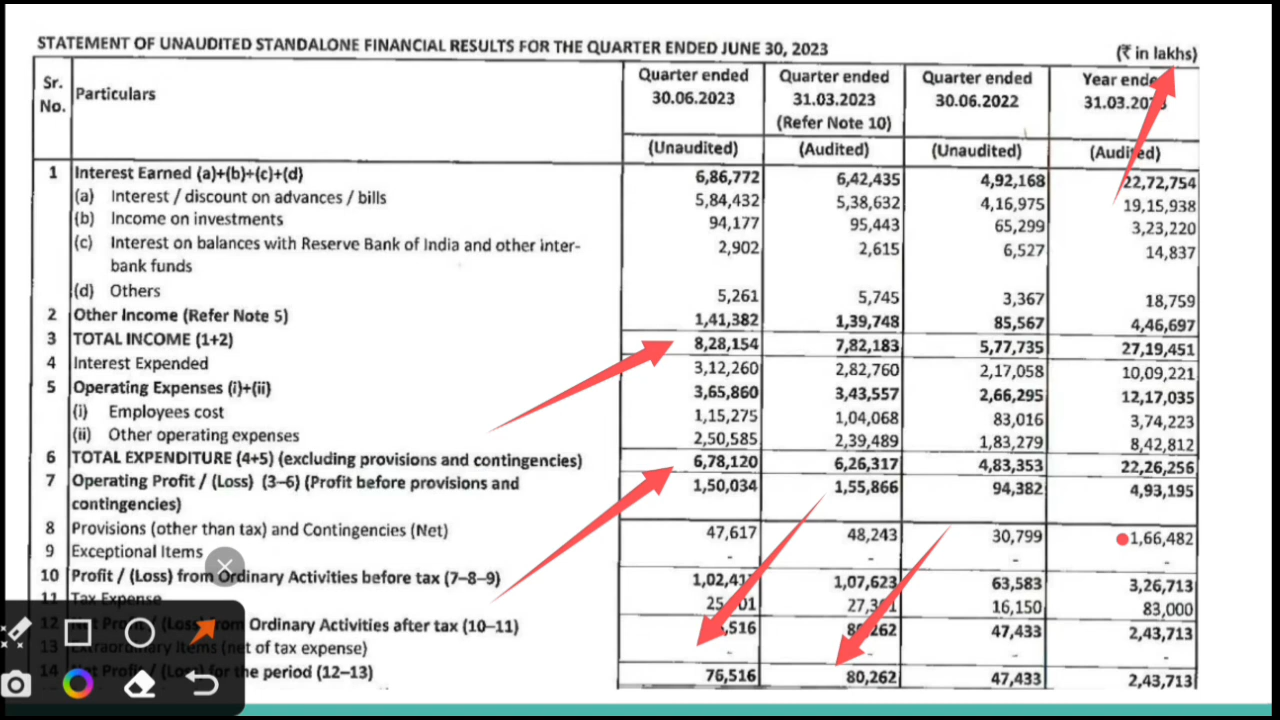 STATEMENT OF UNAUDITED STANDALONE FINANCIAL RESULTS FOR THE QUARTER ENDED JUNE 30, 2023
(₹ in lakhs)
Sr. No. Particulars Quarter ended 30.06.2023 Quarter ended 31.03.2023 (Refer Note 10) Quarter ended 30.06.2022 Year
(Unaudited) (Audited) (Unaudited) (Audited)
1 Interest Earned (a)+(b)+(c)+(d) 6,86,772 6,42,435 4,92,168 22,72,754
(a) Interest / discount on advances / bills 5,84,432 5,38,632 4,16,975 19,15,938
(b) Income on investments 94,177 95,443 65,299 3,23,220
(c) Interest on balances with Reserve Bank of India and other inter- 2,902 2,615 6,527 14,837
bank funds
(d) Others 5,261 5,745 3,367 18,759
2 Other Income (Refer Note 5) 1,41,382 1,39,748 85,567 4,46,697
3 TOTAL INCOME (1+2) 8,28,154 7,82,183 5,77,735 27,19,451
4 Interest Expended 3,12,260 2,82,760 2,17,058 10,09,221
5 Operating Expenses (i)+(ii) 3,65,860 3,43,557 2,66,295 12,17,035
(i) Employees cost 1,15,275 1,04,068 83,016 3,74,223
(ii) Other operating expenses 2,50,585 2,39,489 1,83,279 8,42,812
6 TOTAL EXPENDITURE (4+5) (excluding provisions and contingencies) 6,78,120 6,26,317 4,83,353 22,26,256
7 Operating Profit / (Loss) (3–6) (Profit before provisions and 1,50,034 1,55,866 94,382 4,93,195
contingencies)
8 Provisions (other than tax) and Contingencies (Net) 47,617 48,243 30,799 1,66,482
9 Exceptional Items - - - -
10 Profit / (Loss) from Ordinary Activities before tax (7–8–9) 1,07,623 63,583 3,26,713
11 Tax Expense 16,150 83,000
12 Ordinary Activities after tax (10–11) 47,433 2,43,713
13 Extraordinary Items (net of tax expense) - - - -
14 the period (12–13) 76,516 80,262 47,433 2,43,713